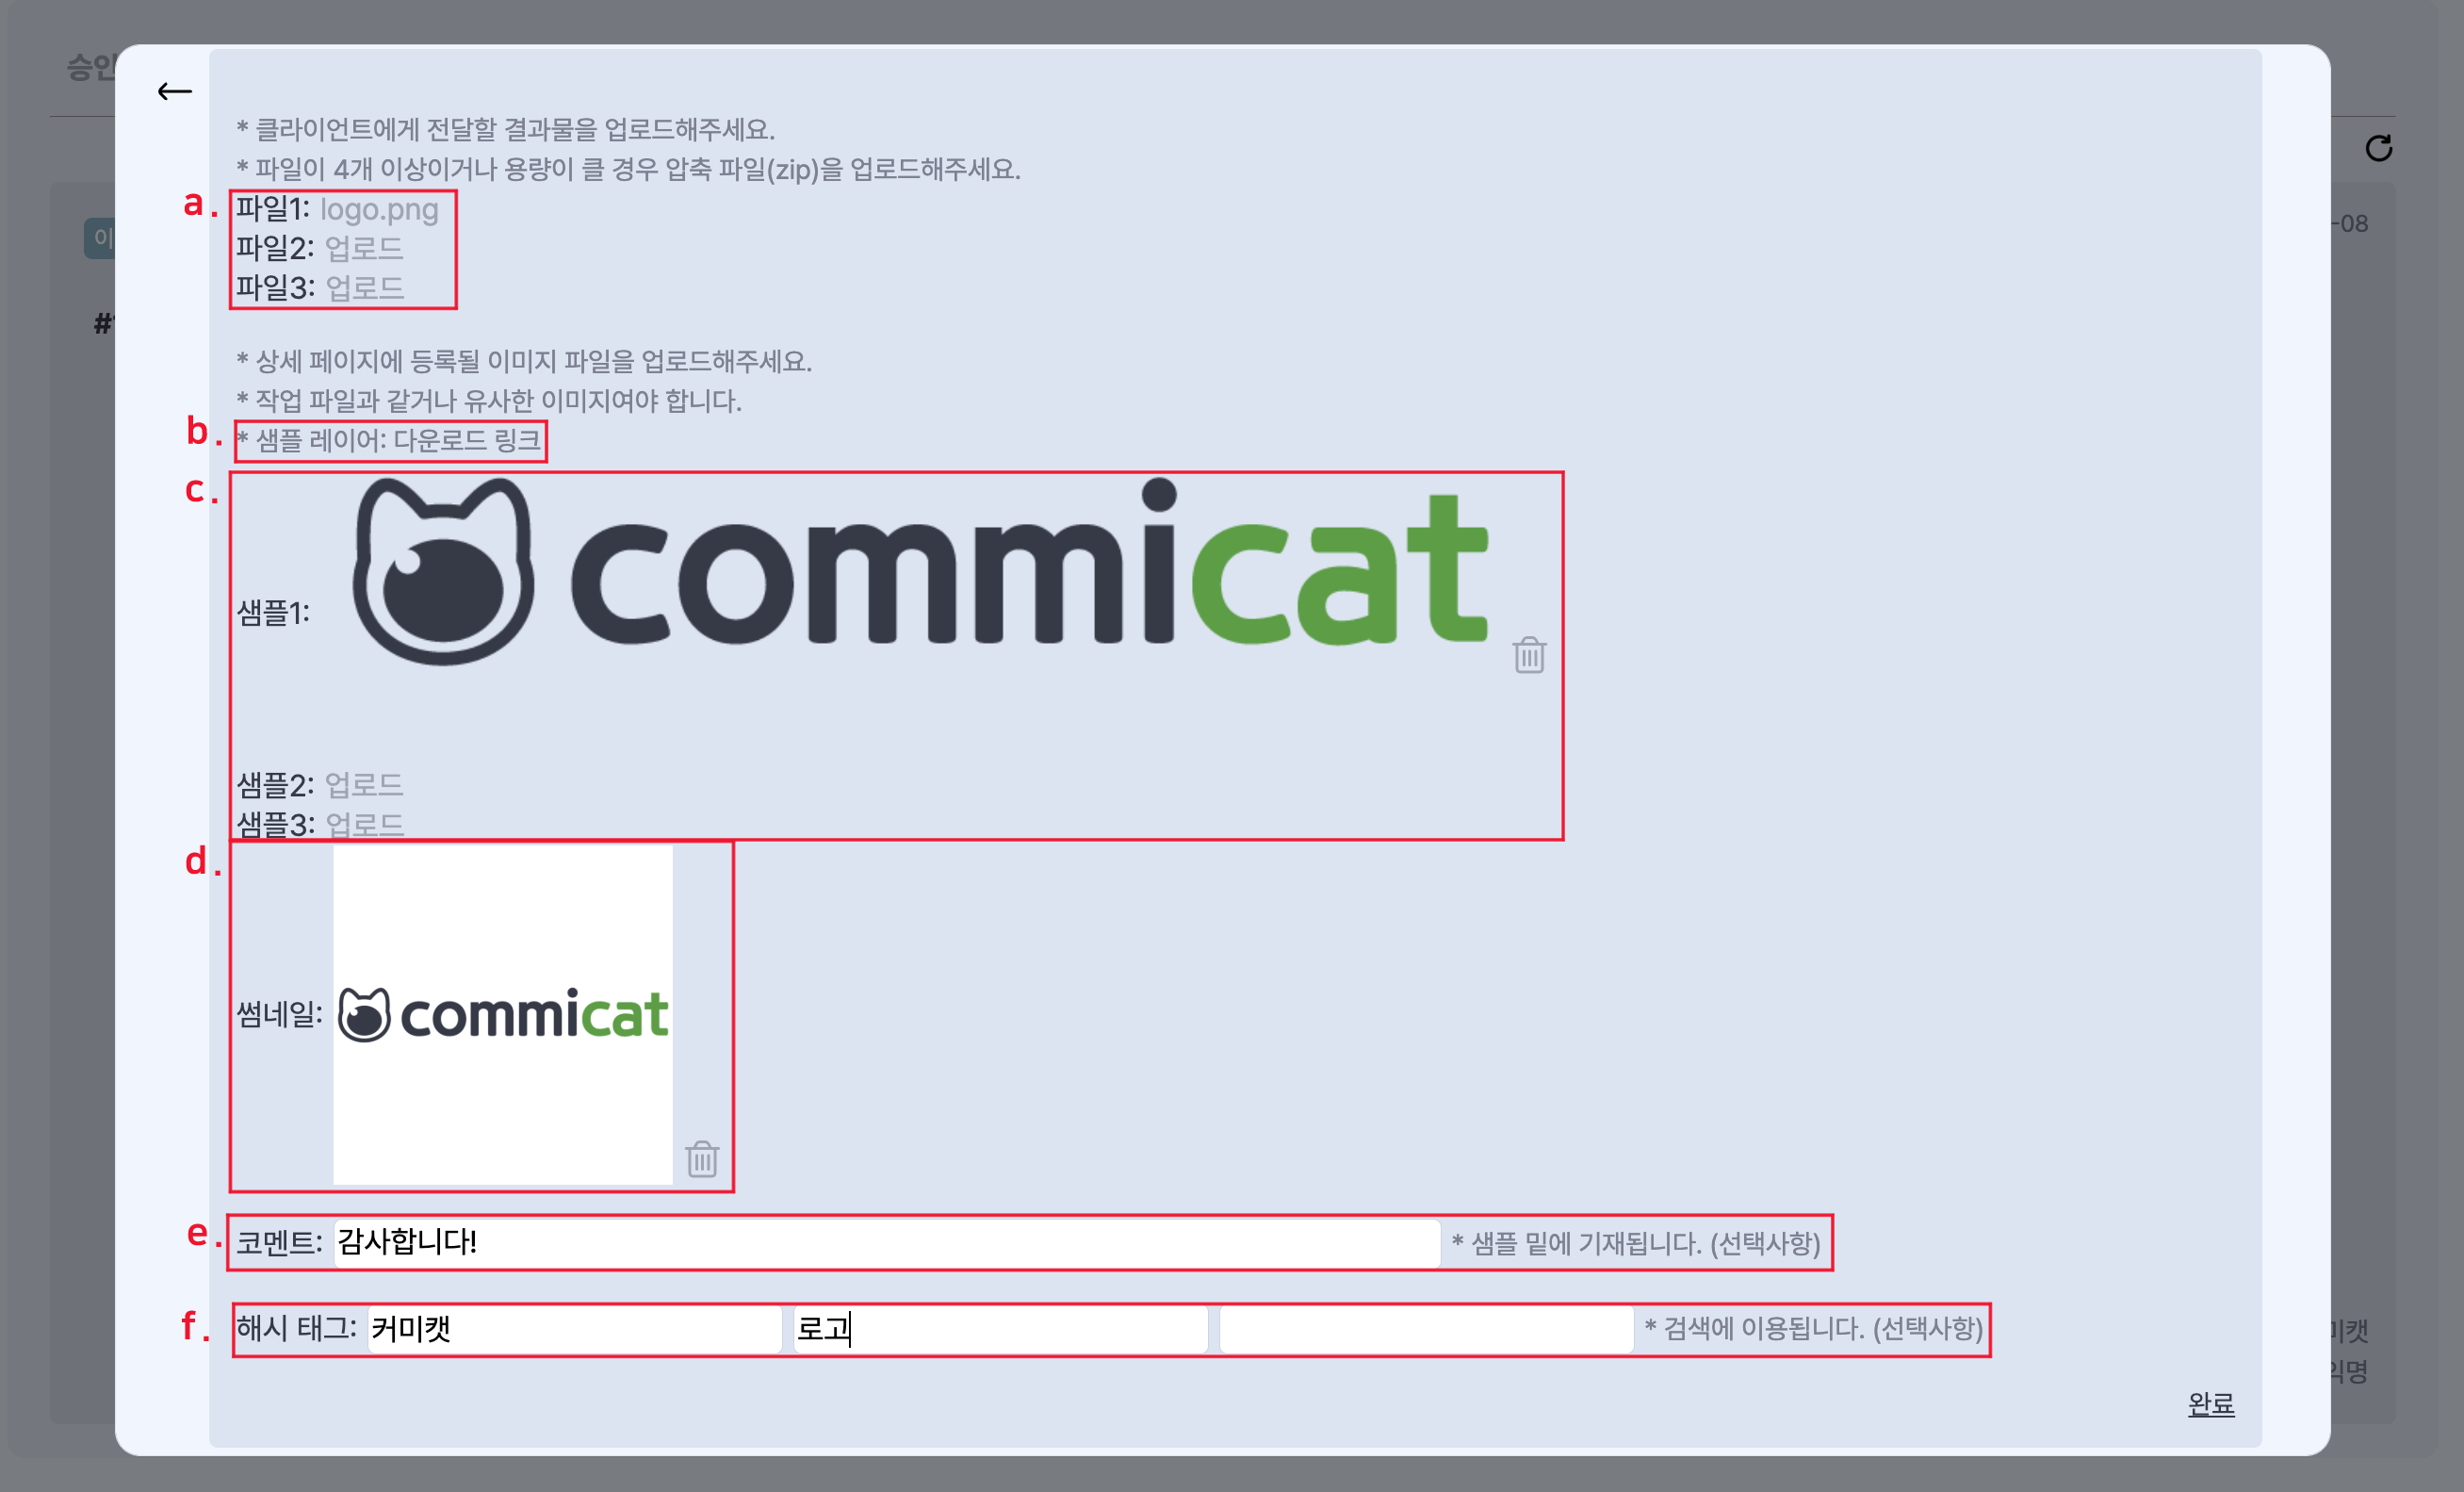 승인
* 클라이언트에게 전달할 결과물을 업로드해주세요.
* 파일이 4개 이상이거나 용량이 클 경우 압축 파일(zip)을 업로드해주세요.
a.
파일1: logo.png
파일2: 업로드
파일3: 업로드
이
-08
#
* 상세 페이지에 등록될 이미지 파일을 업로드해주세요.
* 작업 파일과 같거나 유사한 이미지여야 합니다.
b. * 샘플 레이어: 다운로드 링크
c.
샘플1: commicat
샘플2: 업로드
샘플3: 업로드
d.
썸네일: commicat
e. 코멘트: 감사합니다! * 샘플 밑에 기재됩니다. (선택사항)
f. 해시 태그: 커미캣 로고 * 검색에 이용됩니다. (선택사항)
미캣
익명
완료